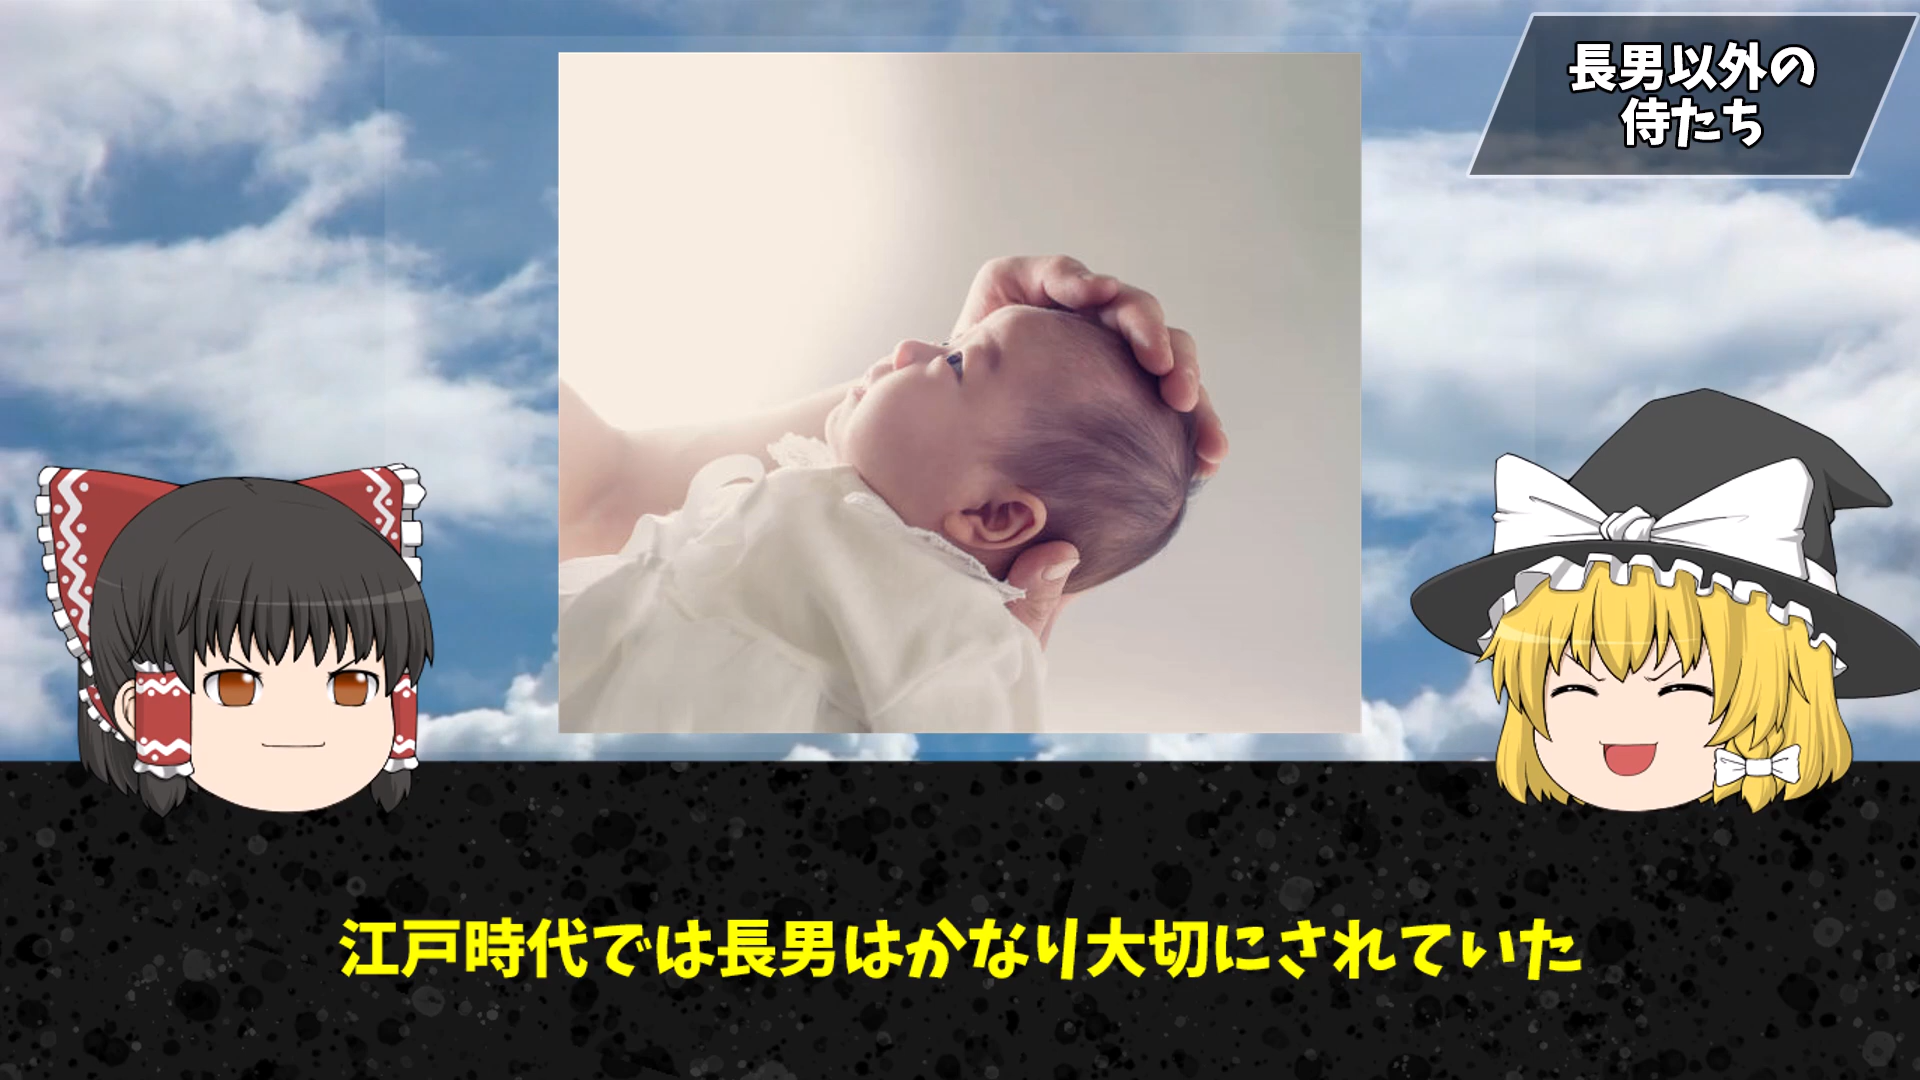 長男以外の
侍たち
江戸時代では長男はかなり大切にされていた